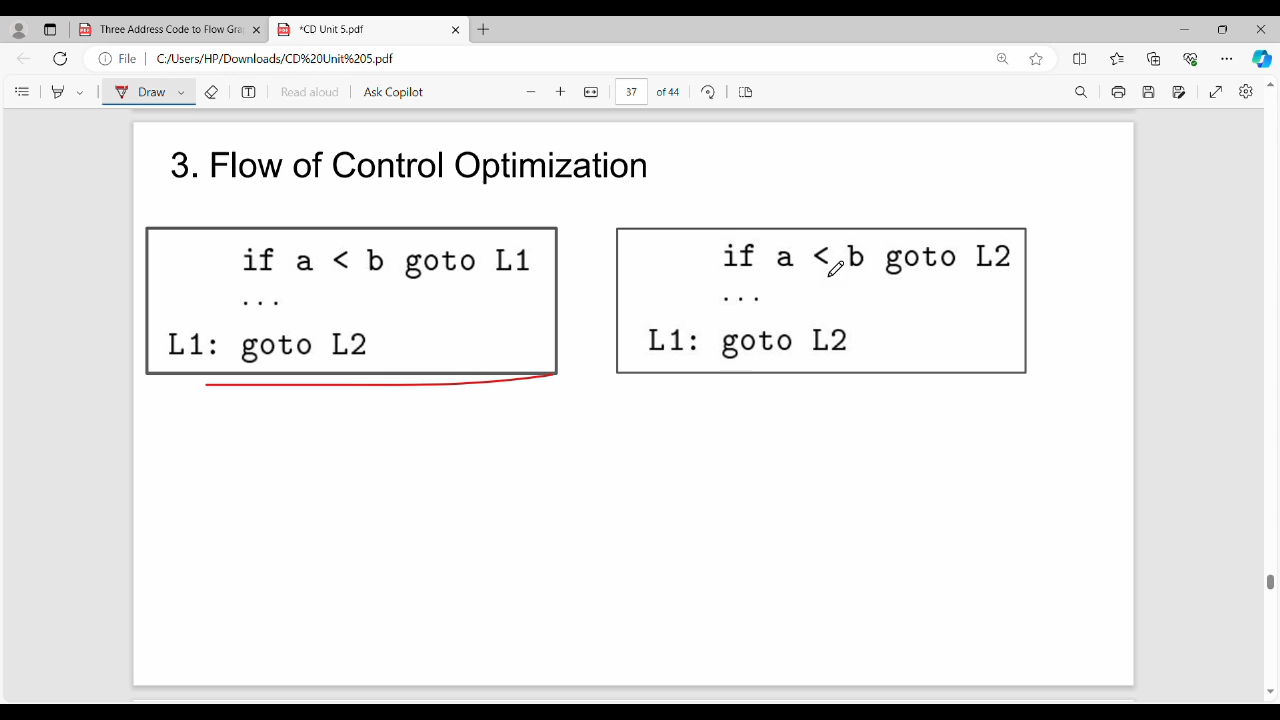 Three Address Code to Flow Gra
*CD Unit 5.pdf
File
C:/Users/HP/Downloads/CD%20Unit%205.pdf
Draw
Read aloud
Ask Copilot
37
of 44
3. Flow of Control Optimization
if a < b goto L1
...
L1: goto L2
if a < b goto L2
...
L1: goto L2